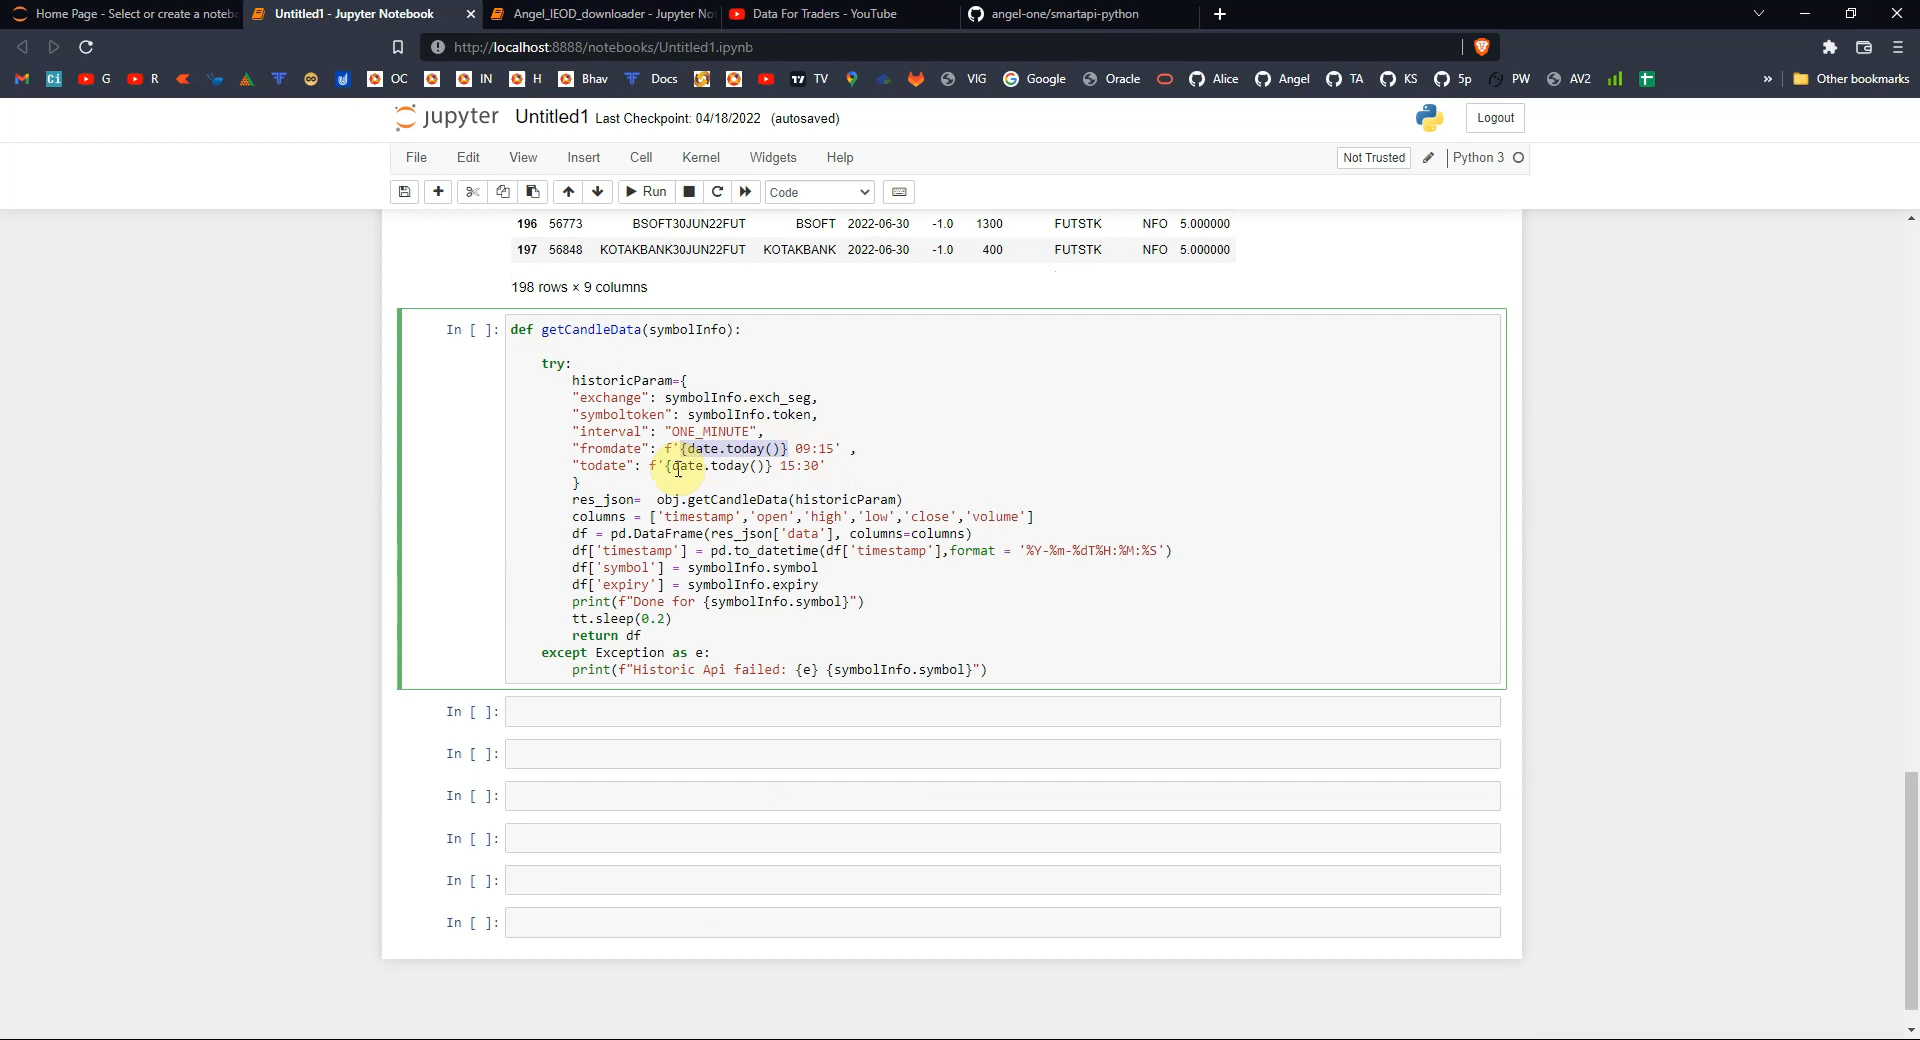 Home Page - Select or create a noteb
Untitled1 - Jupyter Notebook
Angel_IEOD_downloader - Jupyter No
Data For Traders - YouTube
angel-one/smartapi-python
http://localhost:8888/notebooks/Untitled1.ipynb
G R OC IN H Bhav Docs TV VIG Google Oracle Alice Angel TA KS 5p PW AV2 » Other bookmarks
jupyter Untitled1 Last Checkpoint: 04/18/2022 (autosaved) Logout
File Edit View Insert Cell Kernel Widgets Help Not Trusted Python 3
Run Code
196 56773 BSOFT30JUN22FUT BSOFT 2022-06-30 -1.0 1300 FUTSTK NFO 5.000000
197 56848 KOTAKBANK30JUN22FUT KOTAKBANK 2022-06-30 -1.0 400 FUTSTK NFO 5.000000
198 rows × 9 columns
In [ ]: def getCandleData(symbolInfo):
try:
historicParam={
"exchange": symbolInfo.exch_seg,
"symboltoken": symbolInfo.token,
"interval": "ONE_MINUTE",
"fromdate": f'{date.today()} 09:15' ,
"todate": f'{date.today()} 15:30'
}
res_json=  obj.getCandleData(historicParam)
columns = ['timestamp','open','high','low','close','volume']
df = pd.DataFrame(res_json['data'], columns=columns)
df['timestamp'] = pd.to_datetime(df['timestamp'],format = '%Y-%m-%dT%H:%M:%S')
df['symbol'] = symbolInfo.symbol
df['expiry'] = symbolInfo.expiry
print(f"Done for {symbolInfo.symbol}")
tt.sleep(0.2)
return df
except Exception as e:
print(f"Historic Api failed: {e} {symbolInfo.symbol}")
In [ ]:
In [ ]:
In [ ]:
In [ ]:
In [ ]:
In [ ]: